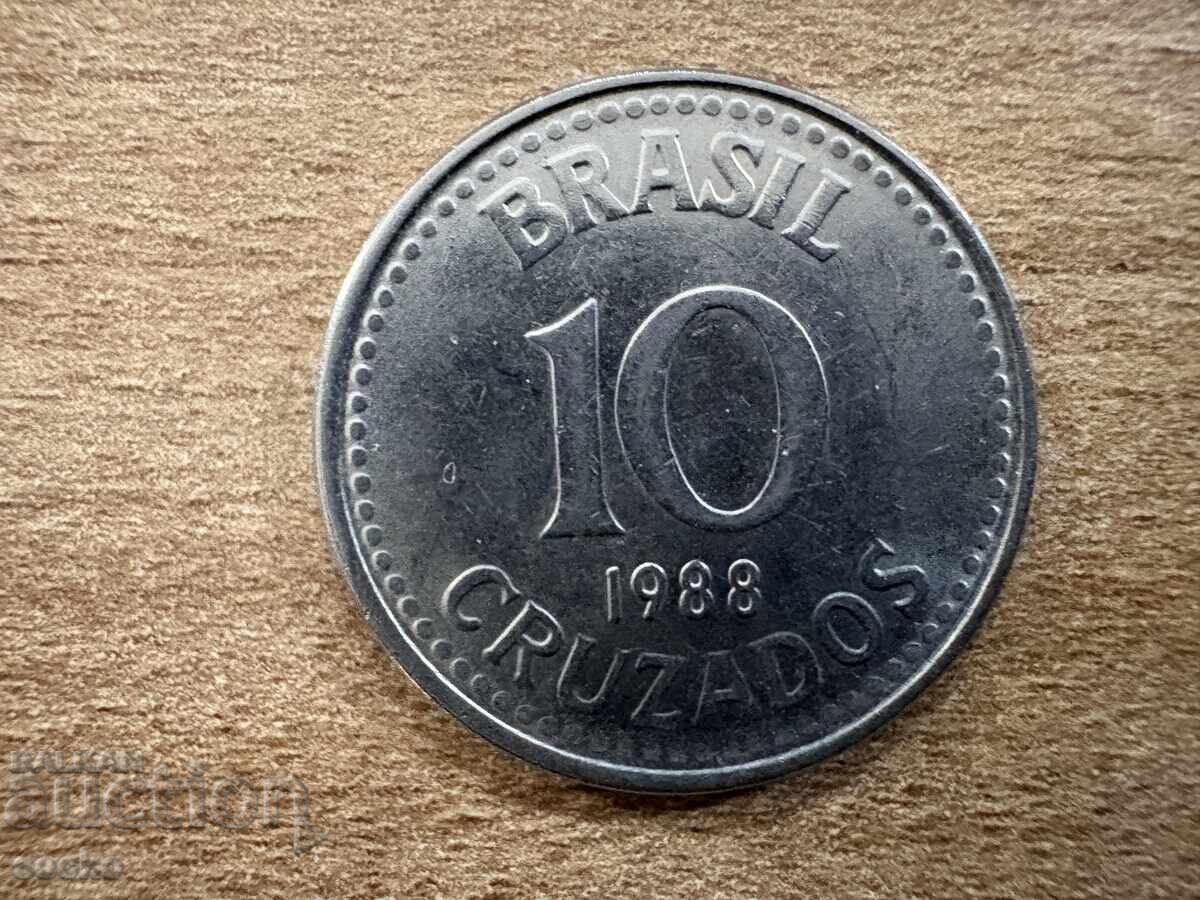 BRASIL
10
1988
CRUZADOS
BALKAN
auction